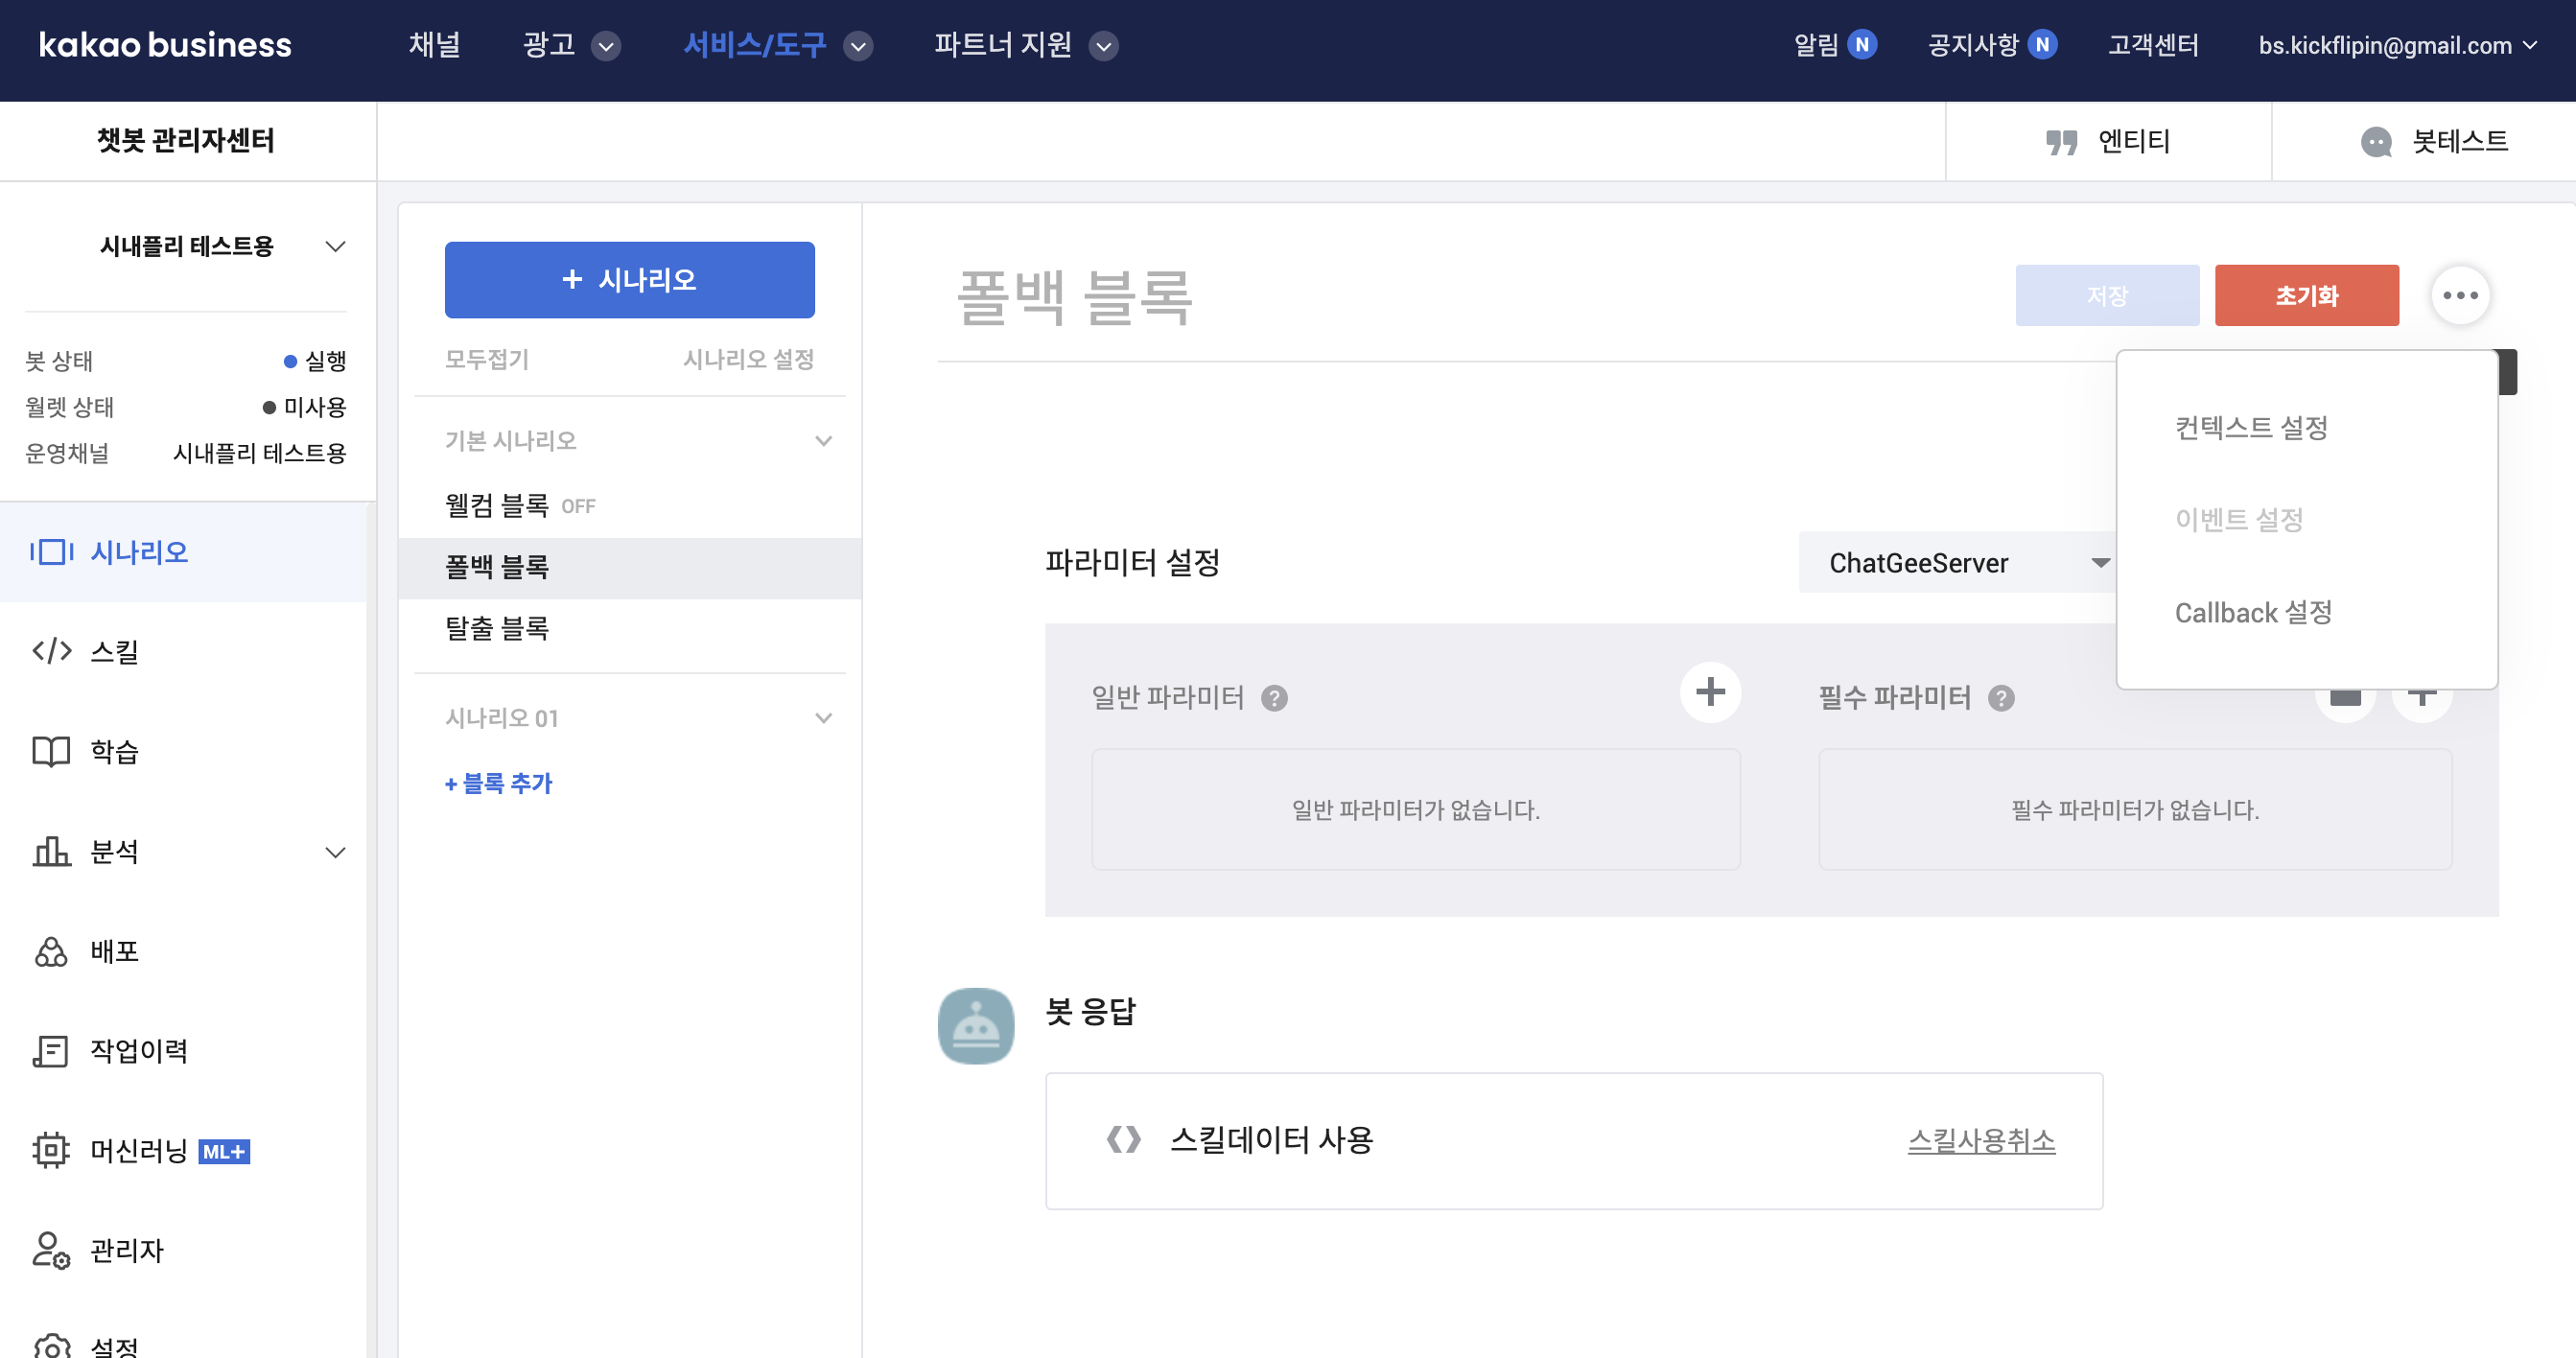 kakao business
채널
광고
서비스/도구
파트너 지원
알림 N
공지사항 N
고객센터
bs.kickflipin@gmail.com
챗봇 관리자센터
엔티티
봇테스트
시내플리 테스트용
봇 상태
실행
월렛 상태
미사용
운영채널
시내플리 테스트용
시나리오
스킬
학습
분석
배포
작업이력
머신러닝 ML+
관리자
설정
+ 시나리오
모두접기
시나리오 설정
기본 시나리오
웰컴 블록 OFF
폴백 블록
탈출 블록
시나리오 01
+ 블록 추가
폴백 블록
저장
초기화
컨텍스트 설정
이벤트 설정
Callback 설정
파라미터 설정
ChatGeeServer
일반 파라미터 ?
필수 파라미터 ?
일반 파라미터가 없습니다.
필수 파라미터가 없습니다.
봇 응답
스킬데이터 사용
스킬사용취소